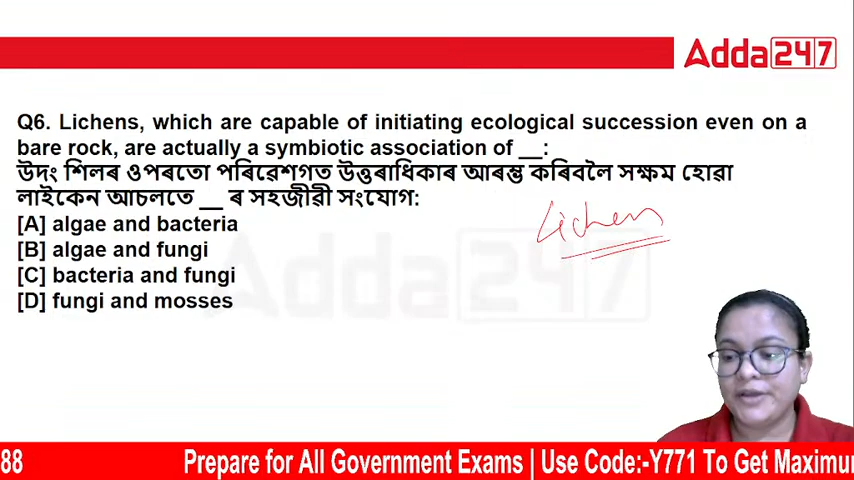 Adda247
Q6. Lichens, which are capable of initiating ecological succession even on a
bare rock, are actually a symbiotic association of __:
উদং শিলৰ ওপৰতো পৰিৱেশগত উত্তৰাধিকাৰ আৰম্ভ কৰিবলৈ সক্ষম হোৱা
লাইকেন আচলতে __ ৰ সহজীৱী সংযোগ:
Lichens
[A] algae and bacteria
[B] algae and fungi
[C] bacteria and fungi
[D] fungi and mosses
Adda247
88 Prepare for All Government Exams | Use Code:-Y771 To Get Maximum